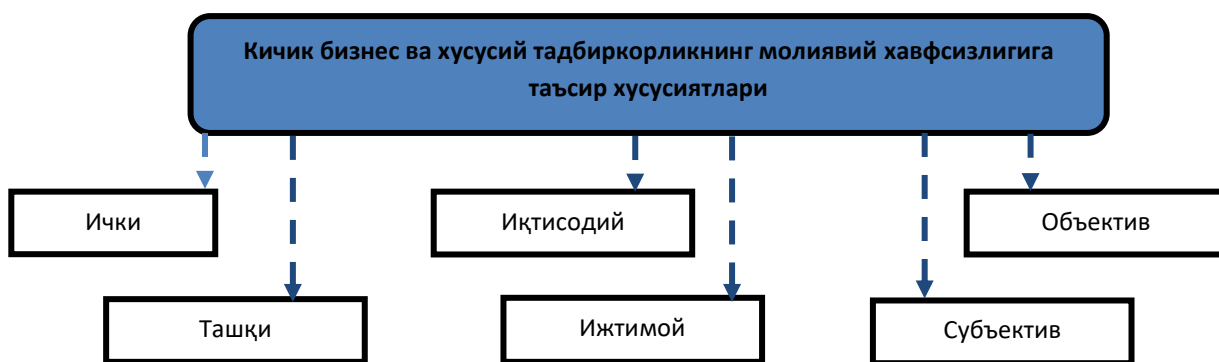 Кичик бизнес ва хусусий тадбиркорликнинг молиявий хавфсизлигига
таъсир хусусиятлари
Ички
Иқтисодий
Объектив
Ташқи
Ижтимой
Субъектив